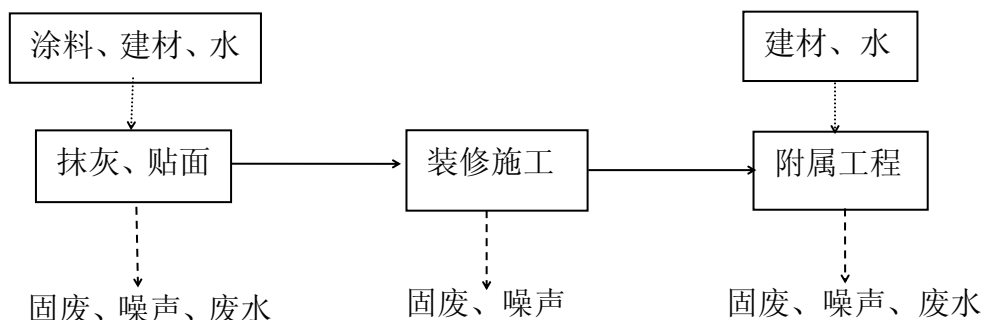 涂料、建材、水
建材、水
抹灰、贴面
装修施工
附属工程
固废、噪声、废水
固废、噪声
固废、噪声、废水